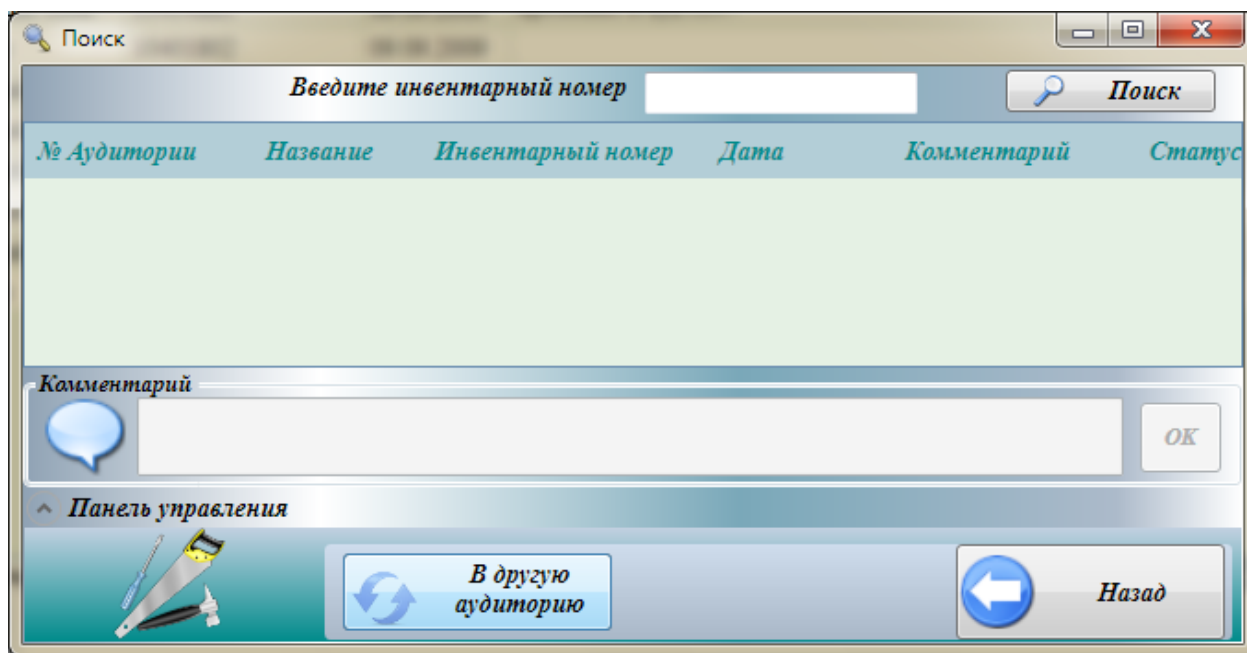 Поиск
Введите инвентарный номер
Поиск
№ Аудитории Название Инвентарный номер Дата Комментарий Статус
Комментарий
OK
Панель управления
В другую
аудиторию
Назад